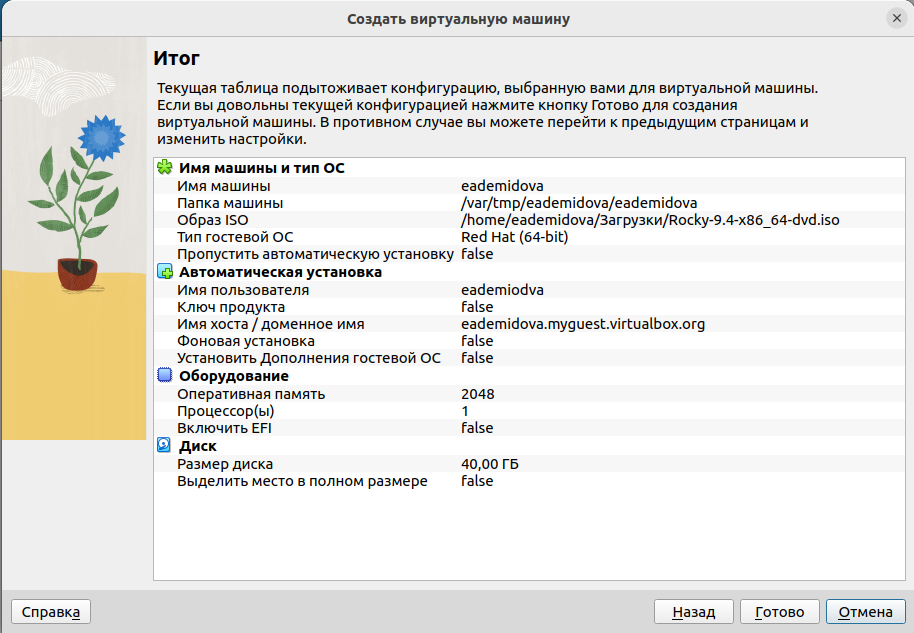 Создать виртуальную машину
Итог
Текущая таблица подытоживает конфигурацию, выбранную вами для виртуальной машины.
Если вы довольны текущей конфигурацией нажмите кнопку Готово для создания
виртуальной машины. В противном случае вы можете перейти к предыдущим страницам и
изменить настройки.
Имя машины и тип ОС
Имя машины eademidova
Папка машины /var/tmp/eademidova/eademidova
Образ ISO /home/eademidova/Загрузки/Rocky-9.4-x86_64-dvd.iso
Тип гостевой ОС Red Hat (64-bit)
Пропустить автоматическую установку false
Автоматическая установка
Имя пользователя eademiodva
Ключ продукта false
Имя хоста / доменное имя eademidova.myguest.virtualbox.org
Фоновая установка false
Установить Дополнения гостевой ОС false
Оборудование
Оперативная память 2048
Процессор(ы) 1
Включить EFI false
Диск
Размер диска 40,00 ГБ
Выделить место в полном размере false
Справка Назад Готово Отмена